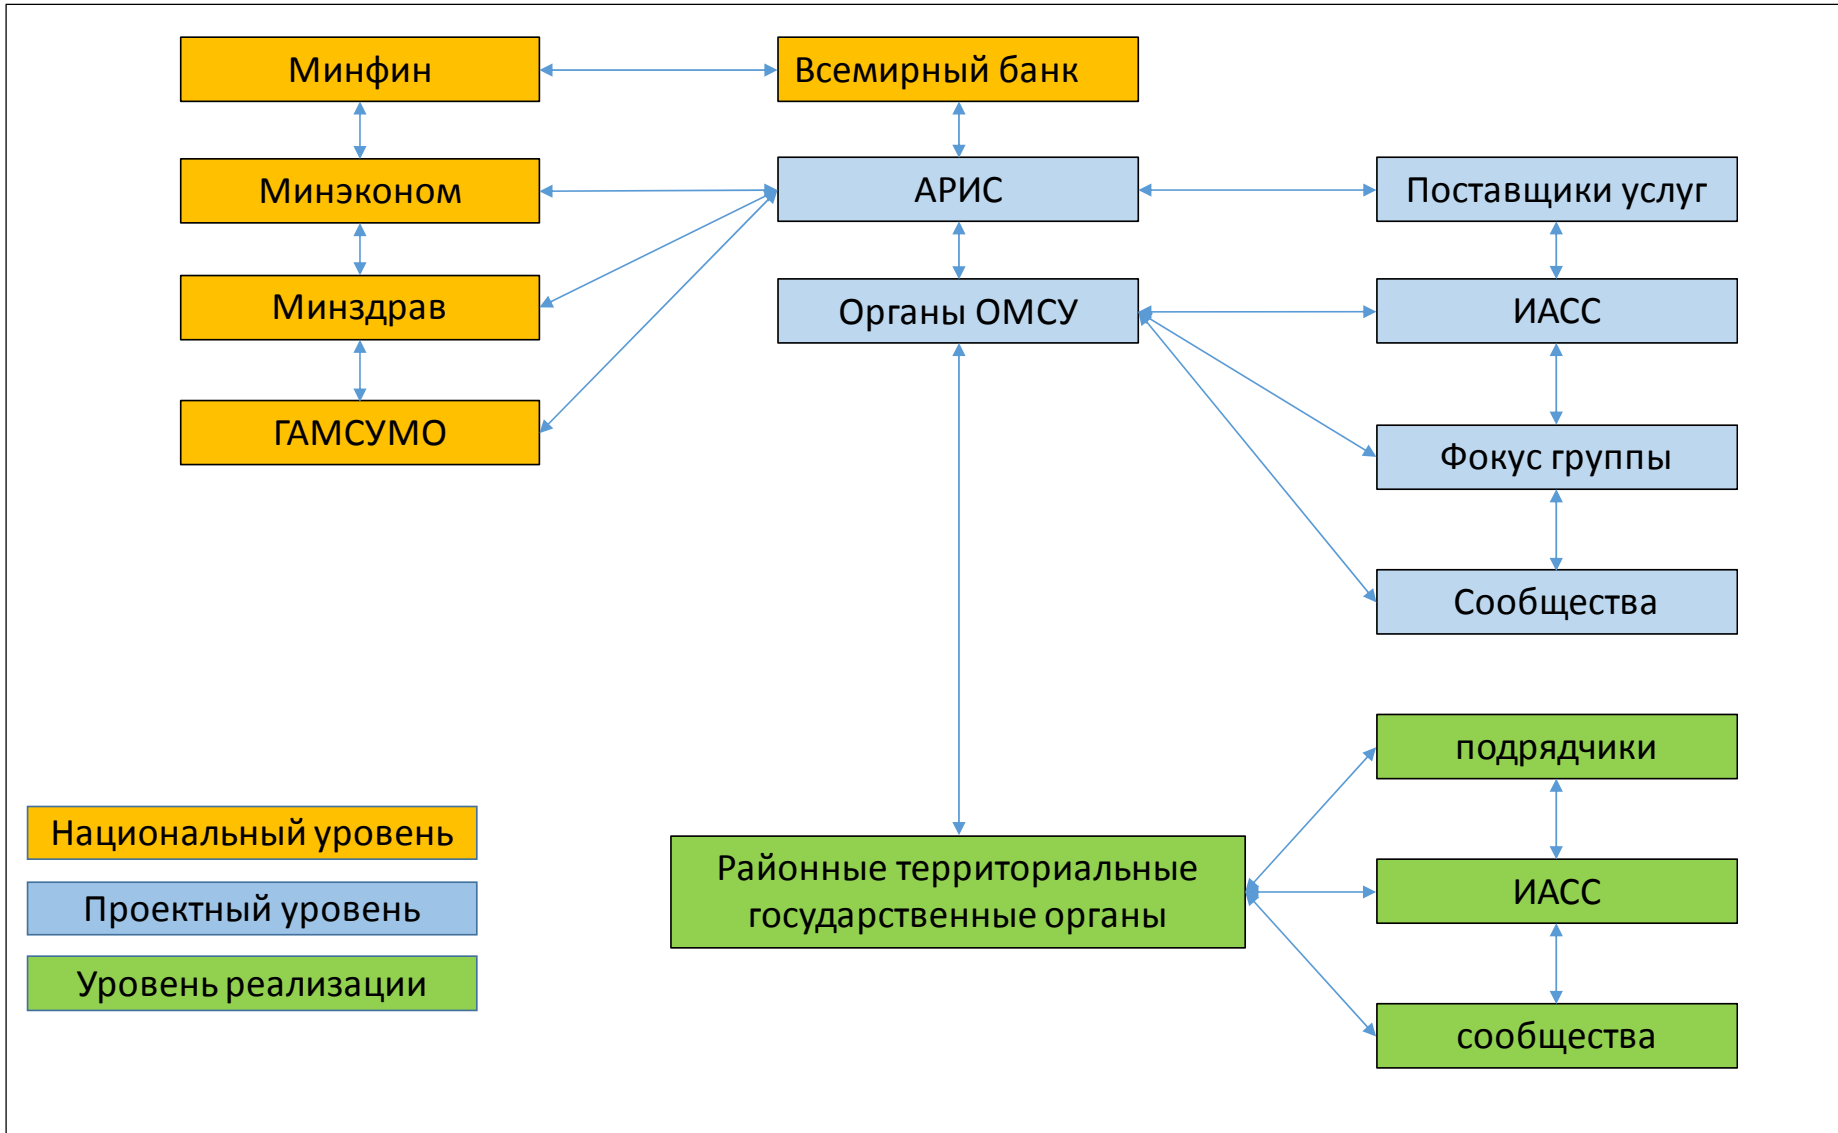 Минфин
Всемирный банк
Минэконом
АРИС
Поставщики услуг
Минздрав
Органы ОМСУ
ИАСС
ГАМСУМО
Фокус группы
Сообщества
подрядчики
Национальный уровень
Проектный уровень
Уровень реализации
Районные территориальные
государственные органы
ИАСС
сообщества